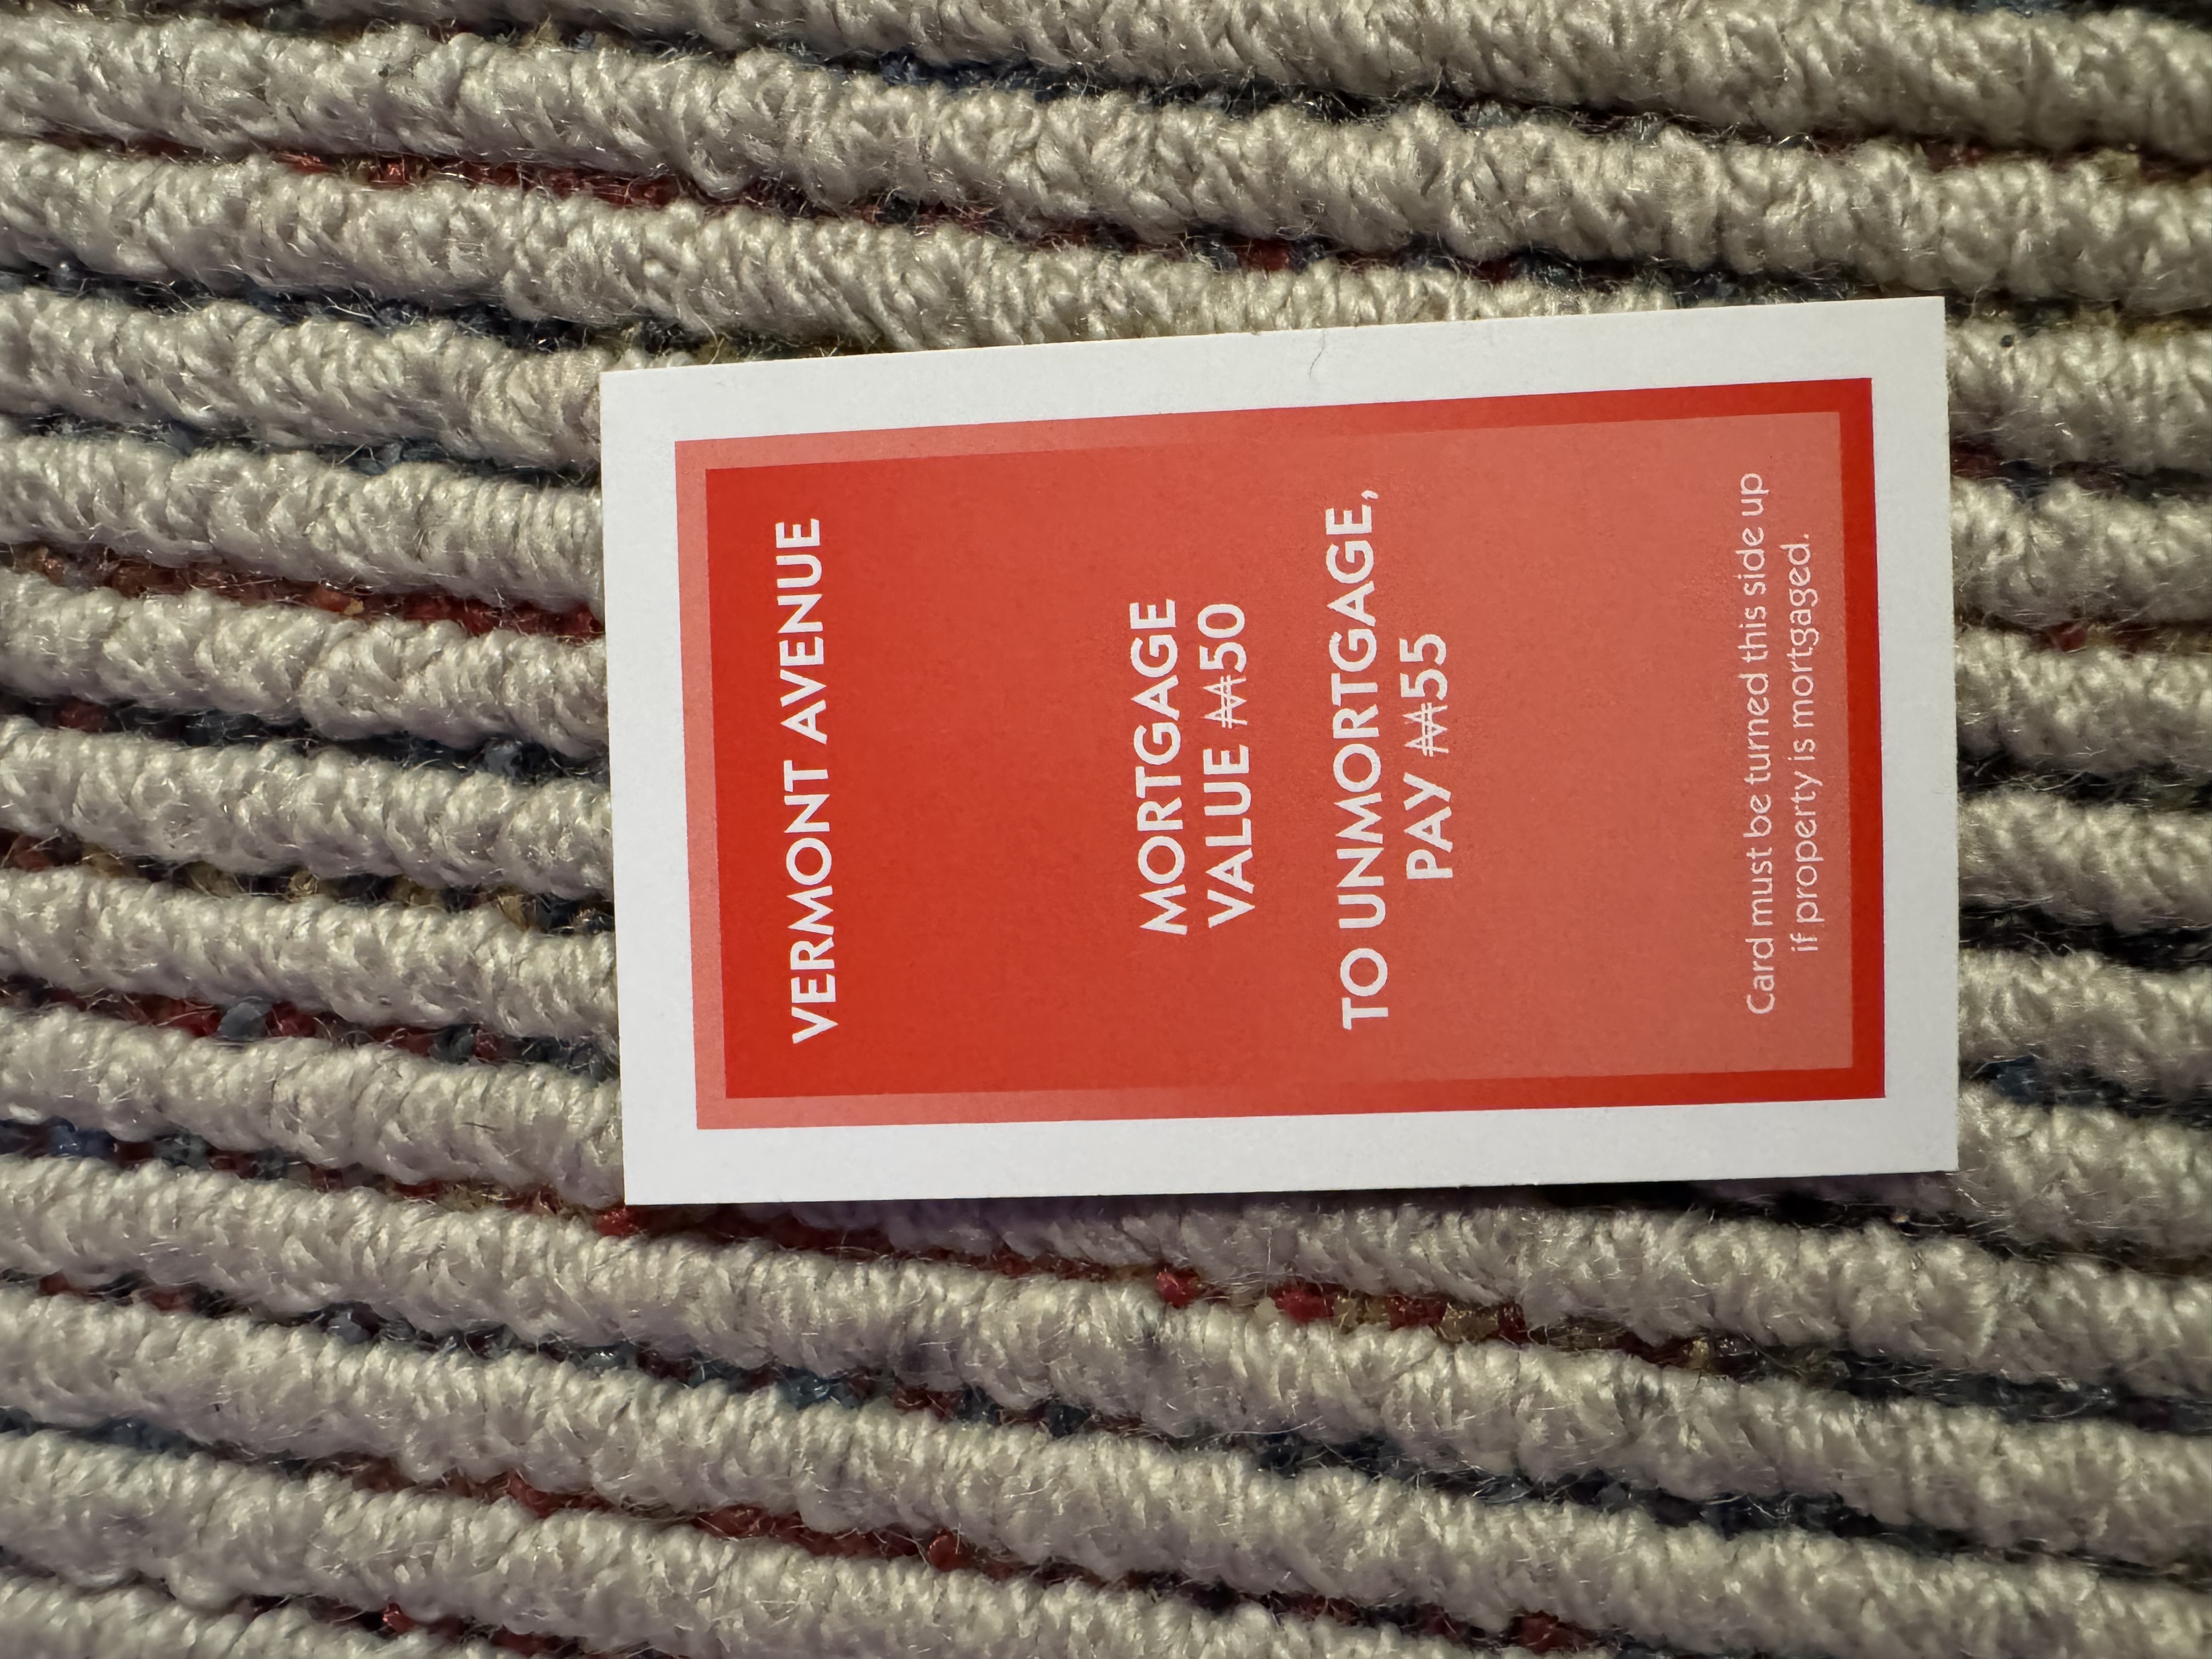 VERMONT AVENUE
MORTGAGE
VALUE ₩50
TO UNMORTGAGE,
PAY ₩55
Card must be turned this side up
if property is mortgaged.